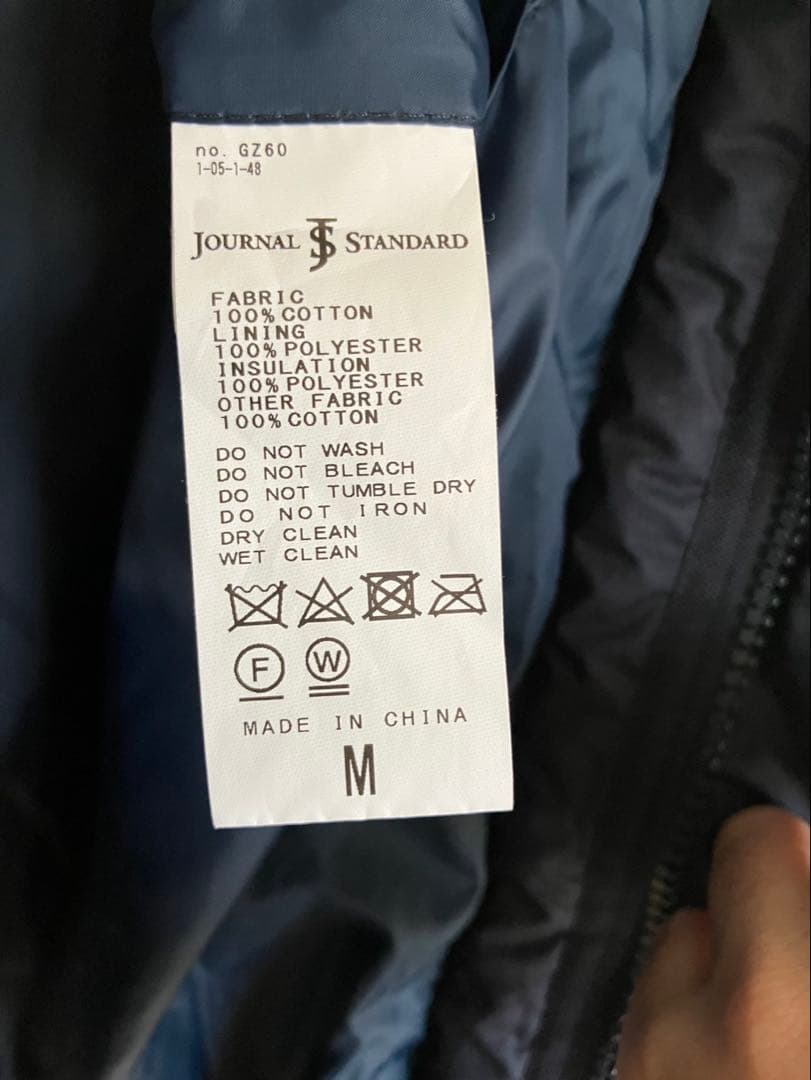 no. GZ60
1-05-1-48
JOURNAL JS STANDARD
FABRIC
100% COTTON
LINING
100% POLYESTER
INSULATION
100% POLYESTER
OTHER FABRIC
100% COTTON
DO NOT WASH
DO NOT BLEACH
DO NOT TUMBLE DRY
DO NOT IRON
DRY CLEAN
WET CLEAN
F W
MADE IN CHINA
M